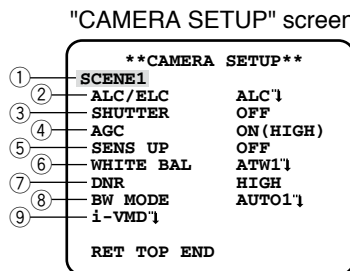 "CAMERA SETUP" screen
**CAMERA SETUP**
① SCENE1
② ALC/ELC ALC↵
③ SHUTTER OFF
④ AGC ON(HIGH)
⑤ SENS UP OFF
⑥ WHITE BAL ATW1↵
⑦ DNR HIGH
⑧ BW MODE AUTO1↵
⑨ i-VMD↵
RET TOP END